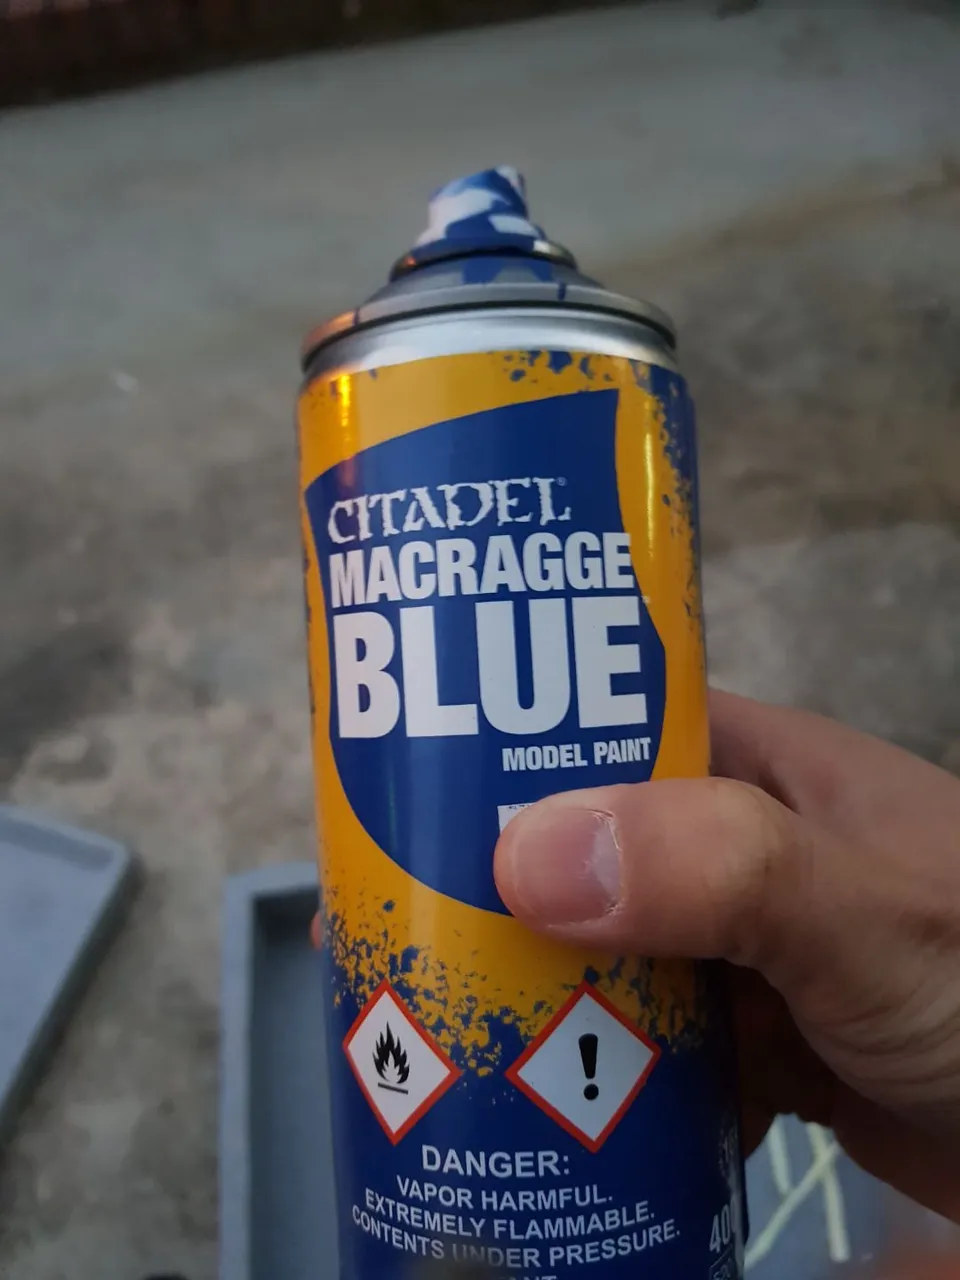 CITADEL®
MACRAGGE
BLUE
MODEL PAINT
DANGER:
VAPOR HARMFUL.
EXTREMELY FLAMMABLE.
CONTENTS UNDER PRESSURE.